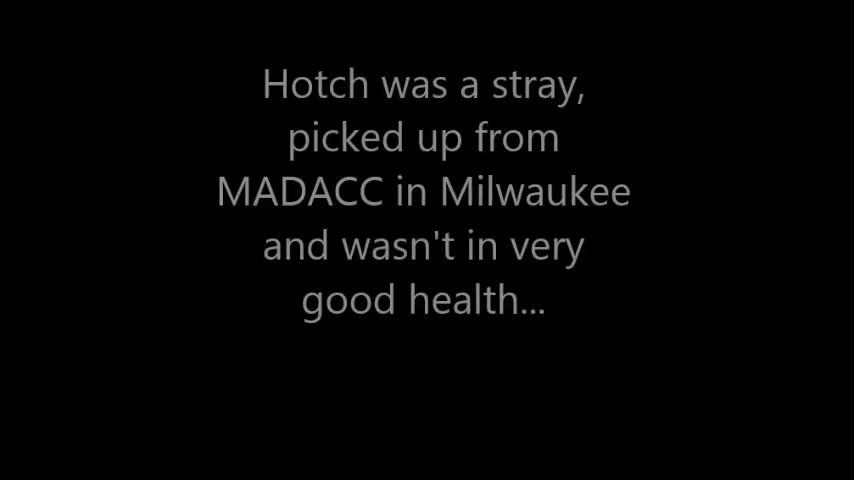 Hotch was a stray,
picked up from
MADACC in Milwaukee
and wasn't in very
good health...